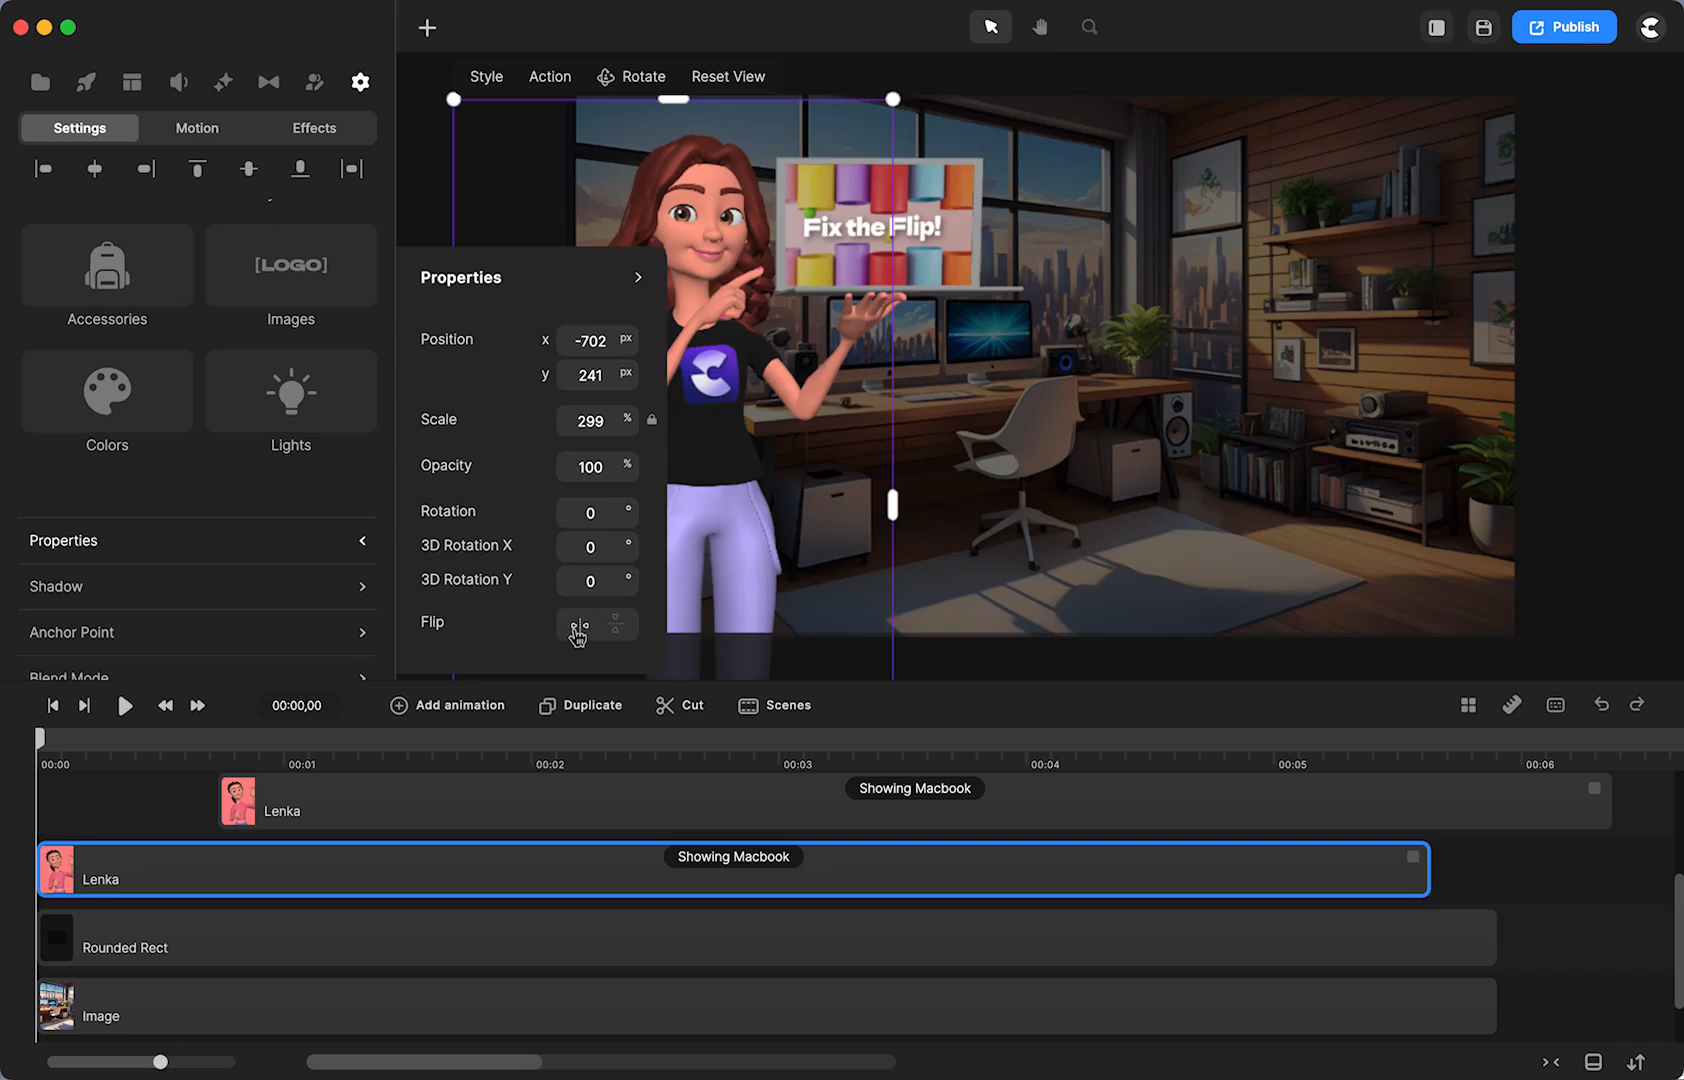 Publish
Style
Action
Rotate
Reset View
Settings
Motion
Effects
Fix the Flip!
[LOGO]
Accessories
Images
Colors
Lights
Properties
Position
x
-702 px
y
241 px
Scale
299 %
Opacity
100 %
Rotation
0 °
3D Rotation X
0 °
3D Rotation Y
0 °
Flip
Properties
Shadow
Anchor Point
Blend Mode
00:00,00
Add animation
Duplicate
Cut
Scenes
00:00
00:01
00:02
00:03
00:04
00:05
00:06
Showing Macbook
Lenka
Showing Macbook
Lenka
Rounded Rect
Image